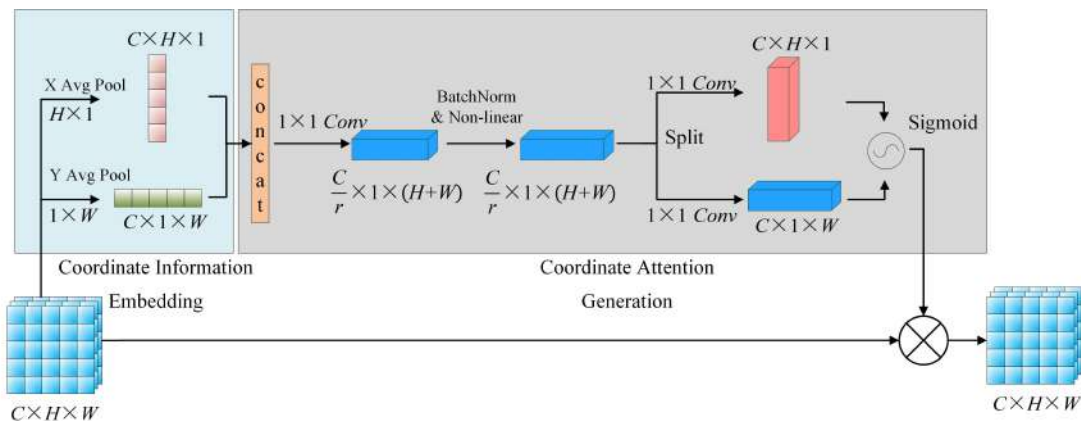 C×H×1
X Avg Pool
H×1
Y Avg Pool
1×W
C×1×W
concat
1×1 Conv
C/r×1×(H+W)
BatchNorm
& Non-linear
C/r×1×(H+W)
1×1 Conv
Split
1×1 Conv
C×H×1
C×1×W
Sigmoid
Coordinate Information
Embedding
Coordinate Attention
Generation
C×H×W
C×H×W